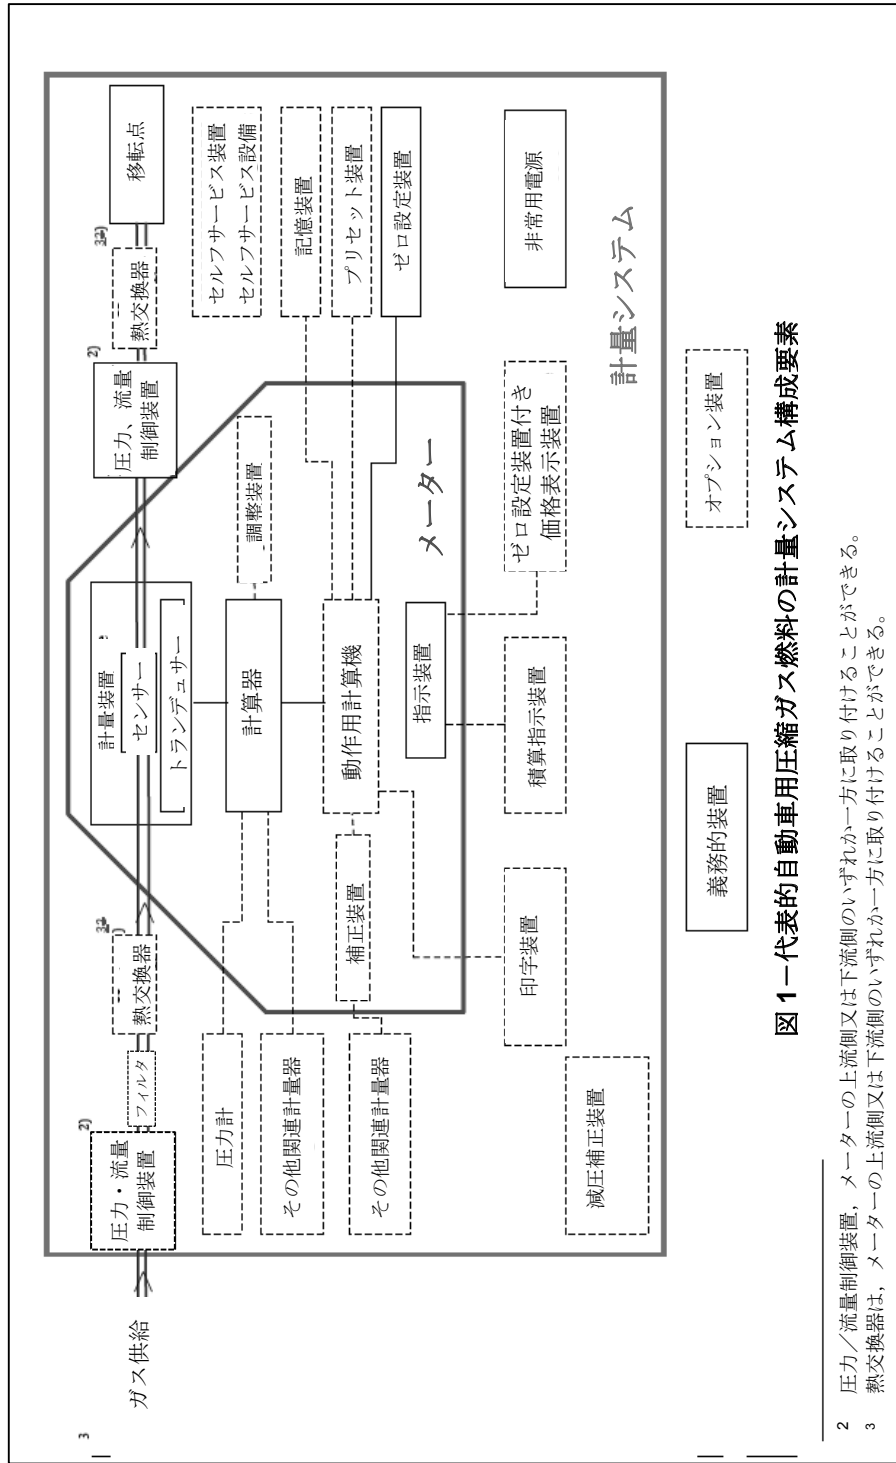 3
ガス供給
2)
圧力・流量
制御装置
フィルタ
33
)
熱交換器
計量装置
センサー
トランデュサー
2)
圧力、流量
制御装置
33)
熱交換器
移転点
圧力計
その他関連計量器
その他関連計量器
補正装置
計算器
調整装置
動作用計算機
指示装置
メーター
セルフサービス装置
セルフサービス設備
記憶装置
プリセット装置
ゼロ設定装置
減圧補正装置
印字装置
積算指示装置
ゼロ設定装置付き
価格表示装置
非常用電源
計量システム
義務的装置
オプション装置
図 1－代表的自動車用圧縮ガス燃料の計量システム構成要素
2 圧力／流量制御装置，メーターの上流側又は下流側のいずれか一方に取り付けることができる。
3 熱交換器は，メーターの上流側又は下流側のいずれか一方に取り付けることができる。